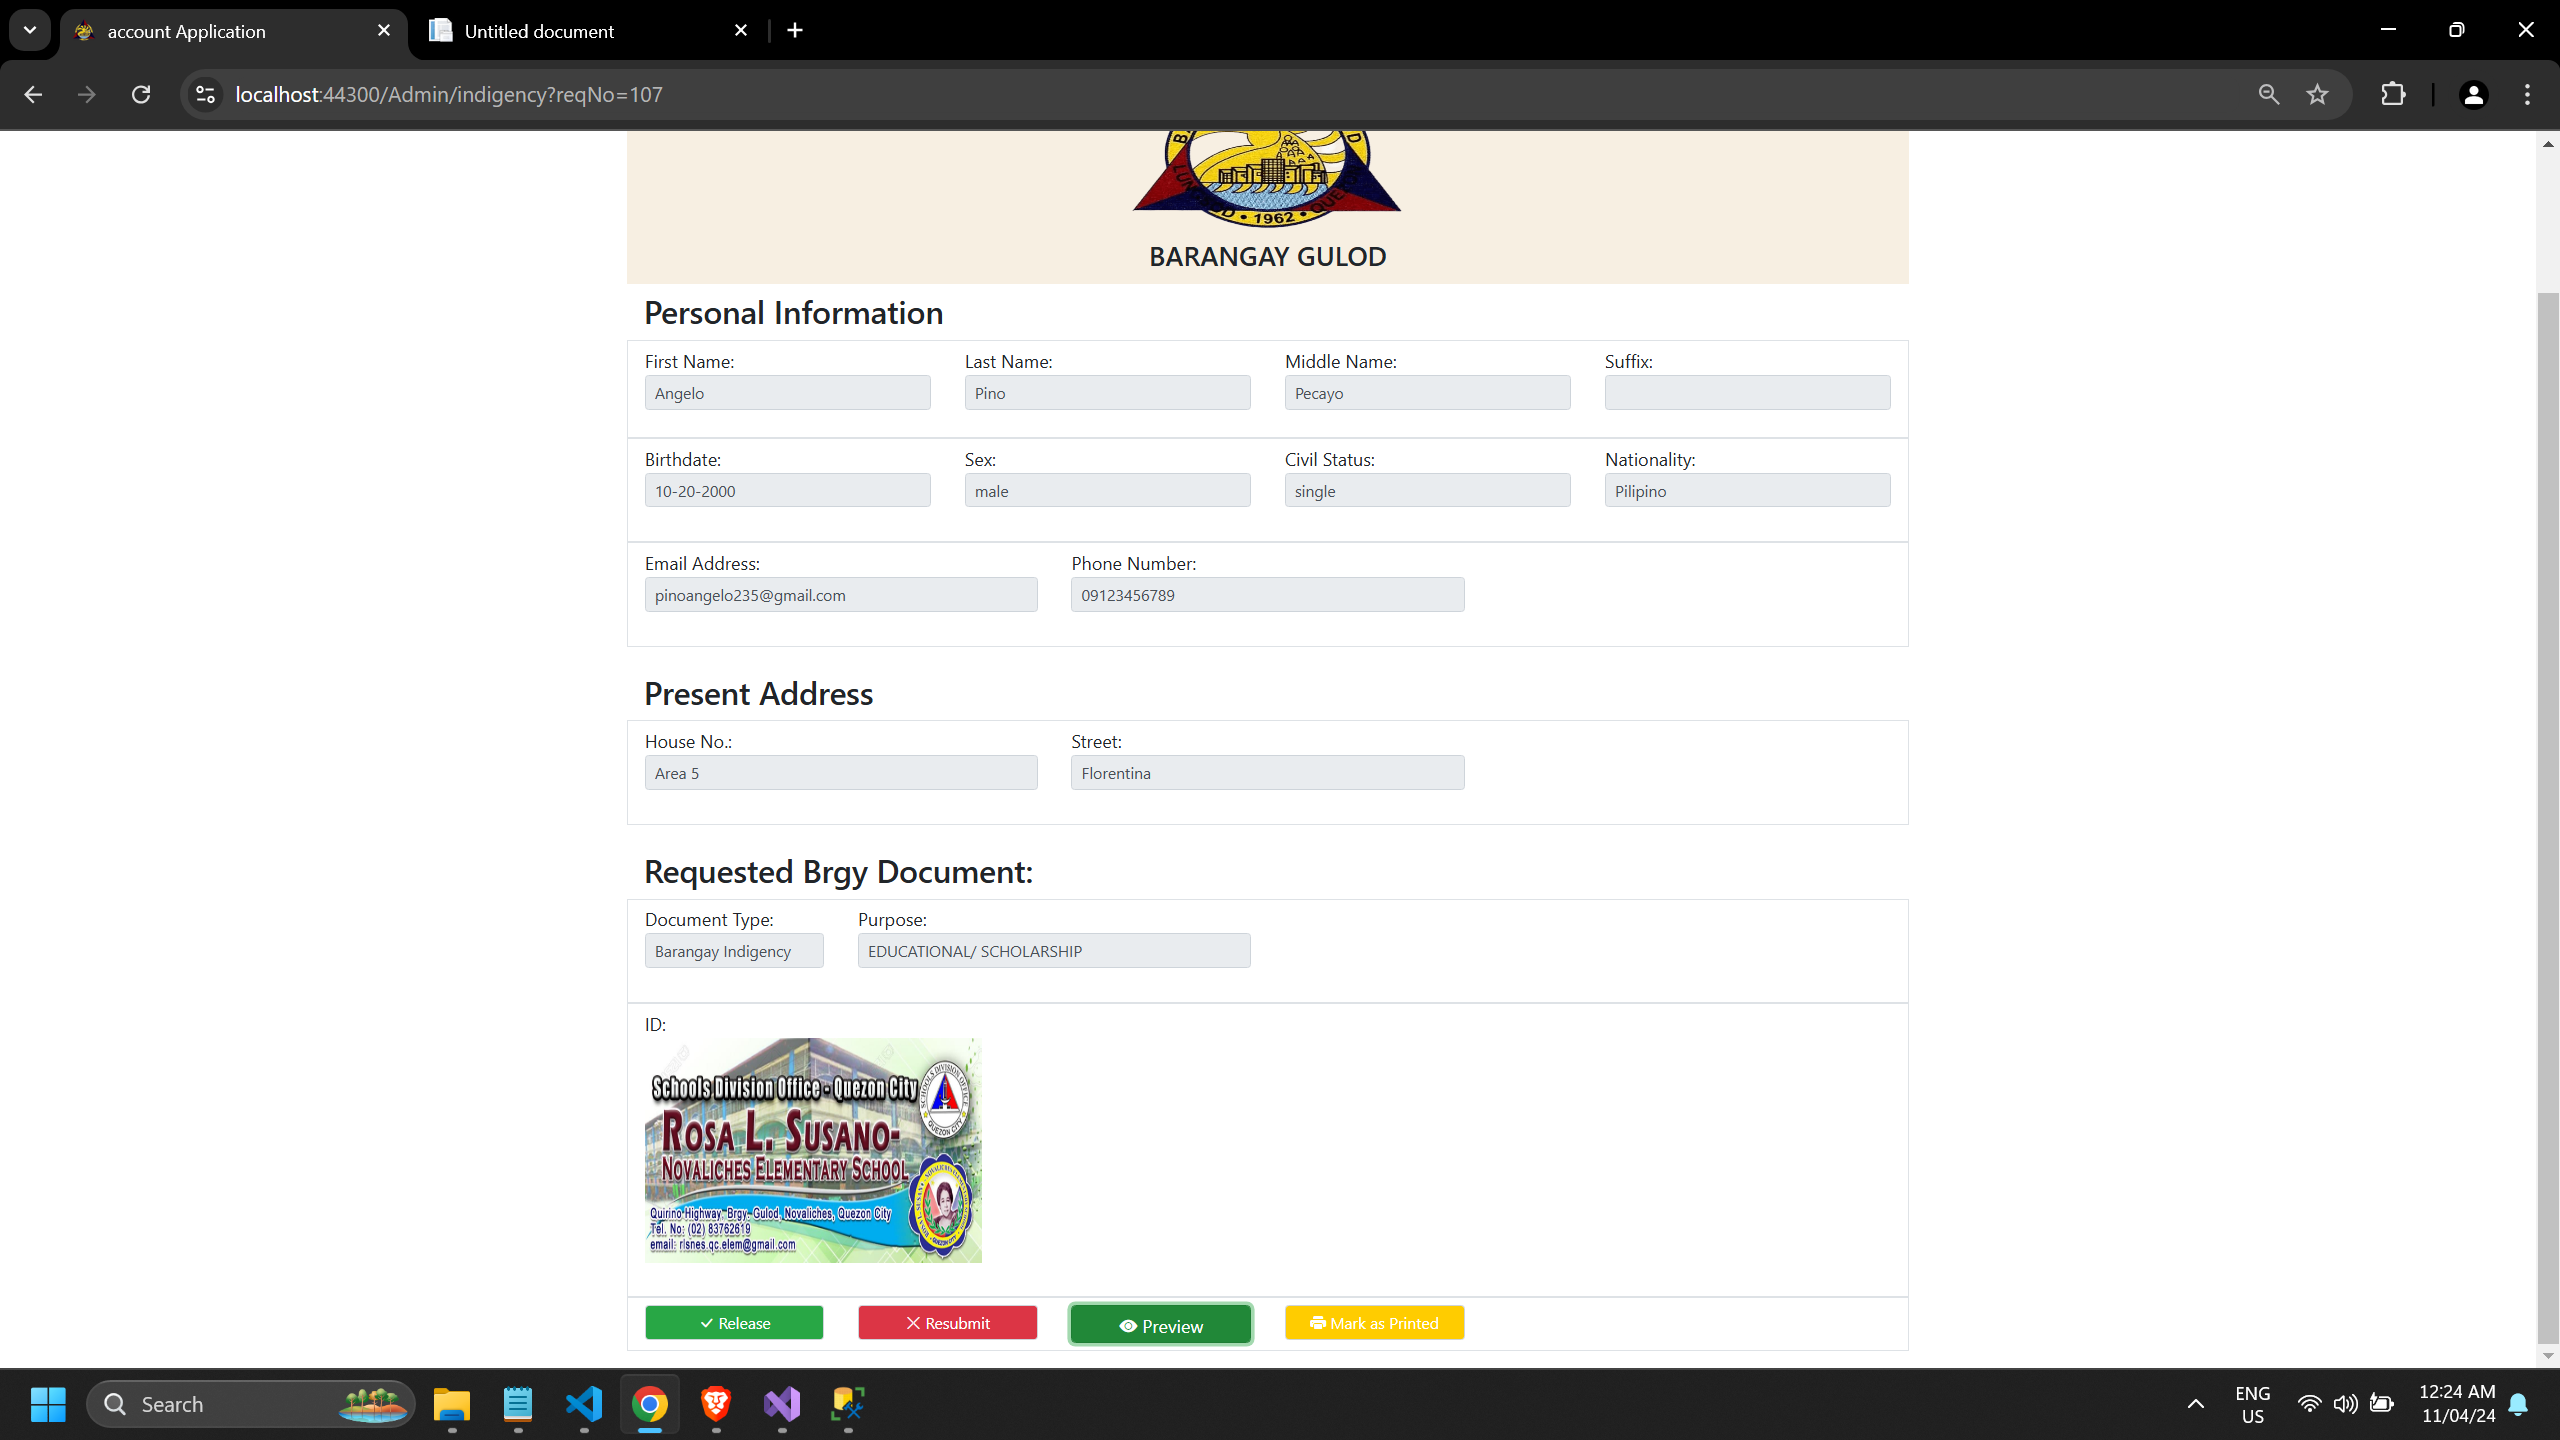 account Application
Untitled document
localhost:44300/Admin/indigency?reqNo=107
1962
BARANGAY GULOD
Personal Information
First Name: Last Name: Middle Name: Suffix:
Angelo Pino Pecayo
Birthdate: Sex: Civil Status: Nationality:
10-20-2000 male single Pilipino
Email Address: Phone Number:
pinoangelo235@gmail.com 09123456789
Present Address
House No.: Street:
Area 5 Florentina
Requested Brgy Document:
Document Type: Purpose:
Barangay Indigency EDUCATIONAL/ SCHOLARSHIP
ID:
Schools Division Office - Quezon City
ROSA L. SUSANO-
NOVALICHES ELEMENTARY SCHOOL
Quirino Highway, Brgy. Gulod, Novaliches, Quezon City
Tel. No: (02) 83762619
email: rlsnes.qc.elem@gmail.com
Release Resubmit Preview Mark as Printed
Search
ENG
US
12:24 AM
11/04/24